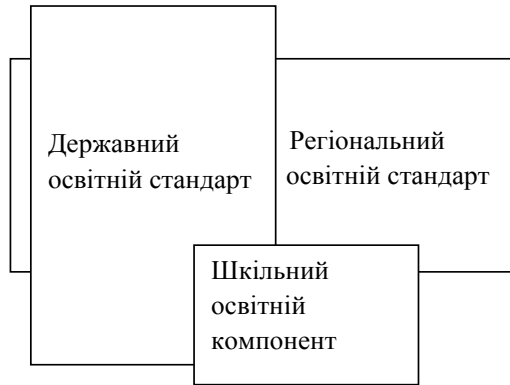 Державний
освітній стандарт
Регіональний
освітній стандарт
Шкільний
освітній
компонент